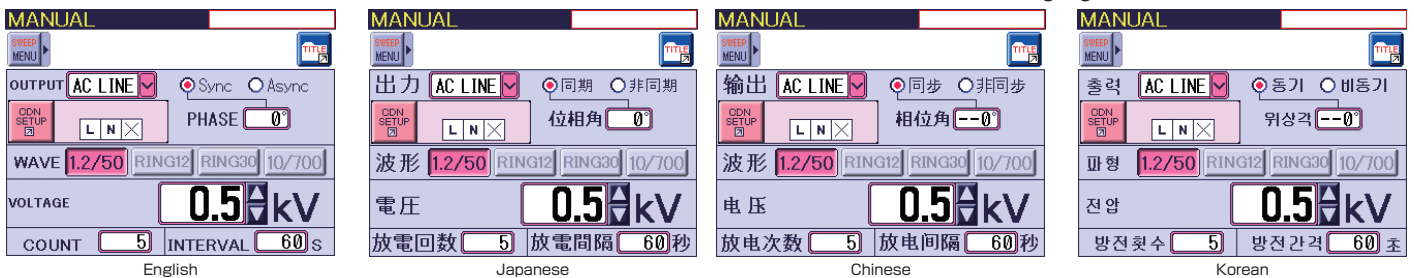 MANUAL
SWEEP
MENU
TITLE
OUTPUT AC LINE Sync Async
CDN
SETUP
L N
PHASE 0°
WAVE 1.2/50 RING12 RING30 10/700
VOLTAGE 0.5 kV
COUNT 5 INTERVAL 60 s
English
MANUAL
SWEEP
MENU
TITLE
出力 AC LINE 同期 非同期
CDN
SETUP
L N
位相角 0°
波形 1.2/50 RING12 RING30 10/700
電圧 0.5 kV
放電回数 5 放電間隔 60 秒
Japanese
MANUAL
SWEEP
MENU
TITLE
输出 AC LINE 同步 非同步
CDN
SETUP
L N
相位角 --0°
波形 1.2/50 RING12 RING30 10/700
电压 0.5 kV
放电次数 5 放电间隔 60 秒
Chinese
MANUAL
SWEEP
MENU
TITLE
출력 AC LINE 동기 비동기
CDN
SETUP
L N
위상각 --0°
파형 1.2/50 RING12 RING30 10/700
전압 0.5 kV
방전횟수 5 방전간격 60 초
Korean